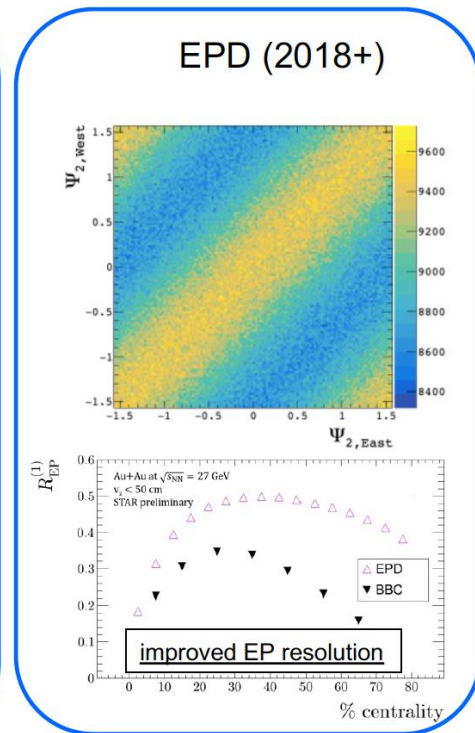 EPD (2018+)
Ψ2,West
1.5
1
0.5
0
-0.5
-1
-1.5
-1.5 -1 -0.5 0 0.5 1 1.5
Ψ2,East
9600
9400
9200
9000
8800
8600
8400
R(1)EP
0.6
0.5
0.4
0.3
0.2
0.1
0
Au+Au at √sNN = 27 GeV
vz < 50 cm
STAR preliminary
△ EPD
▼ BBC
improved EP resolution
0 10 20 30 40 50 60 70 80
% centrality